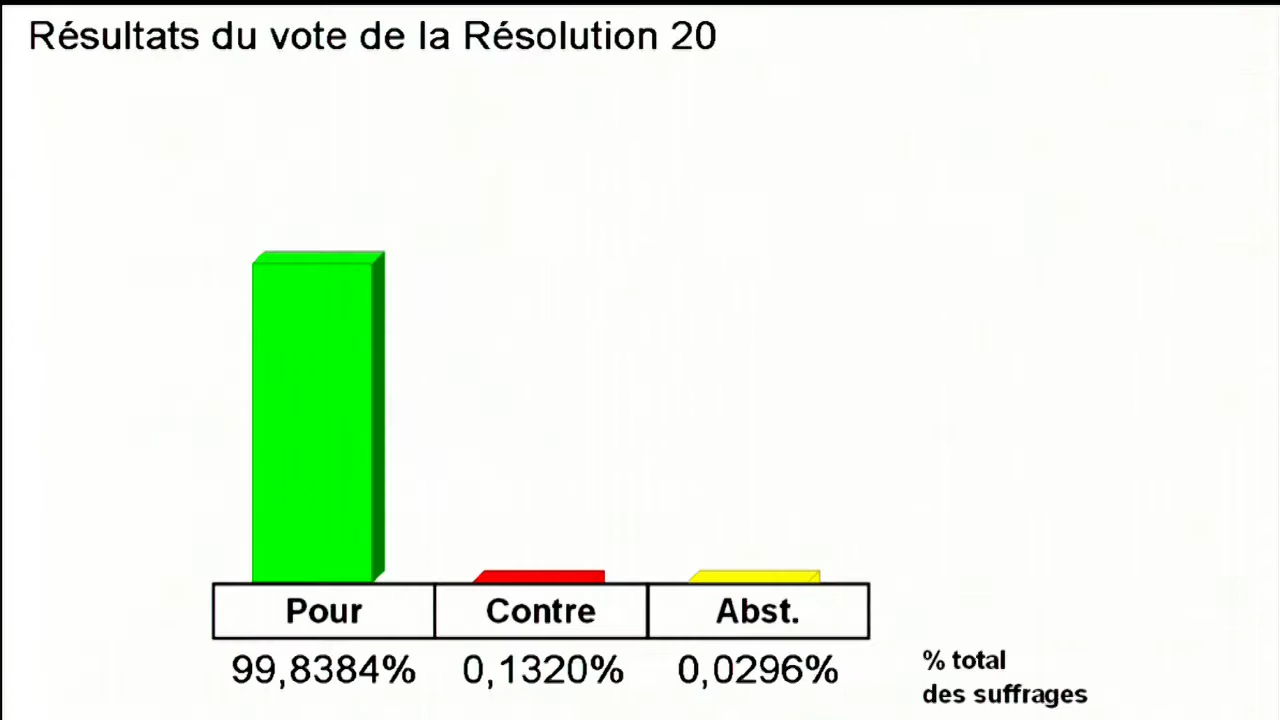 Résultats du vote de la Résolution 20
Pour Contre Abst.
99,8384% 0,1320% 0,0296%
% total
des suffrages